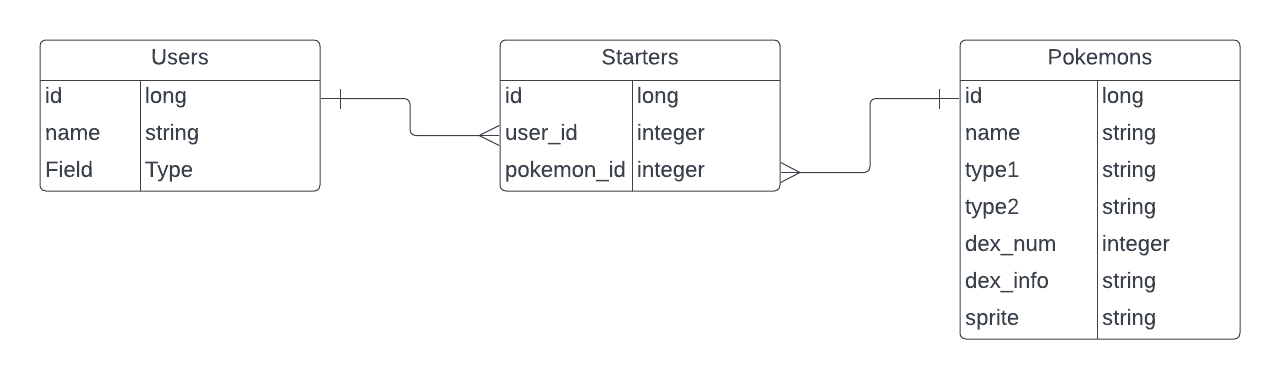 Users
id long
name string
Field Type
Starters
id long
user_id integer
pokemon_id integer
Pokemons
id long
name string
type1 string
type2 string
dex_num integer
dex_info string
sprite string